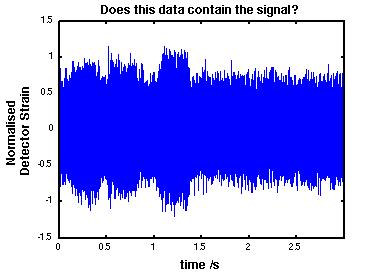 Does this data contain the signal?
1.5
1
0.5
0
-0.5
-1
-1.5
Normalised
Detector Strain
0 0.5 1 1.5 2 2.5
time /s